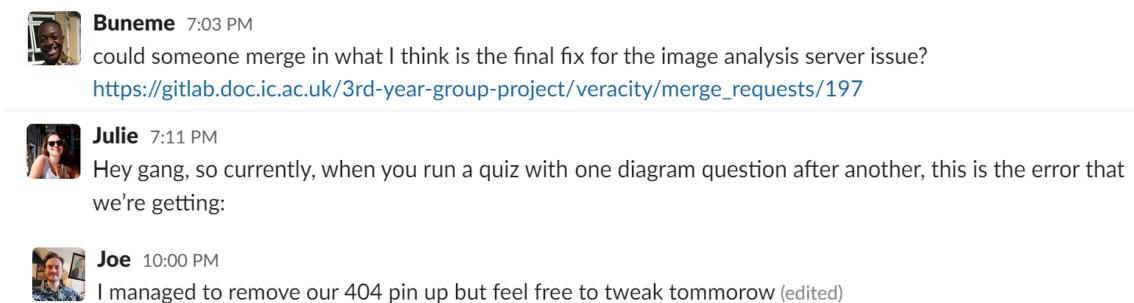 Buneme 7:03 PM
could someone merge in what I think is the final fix for the image analysis server issue?
https://gitlab.doc.ic.ac.uk/3rd-year-group-project/veracity/merge_requests/197
Julie 7:11 PM
Hey gang, so currently, when you run a quiz with one diagram question after another, this is the error that
we’re getting:
Joe 10:00 PM
I managed to remove our 404 pin up but feel free to tweak tommorow (edited)